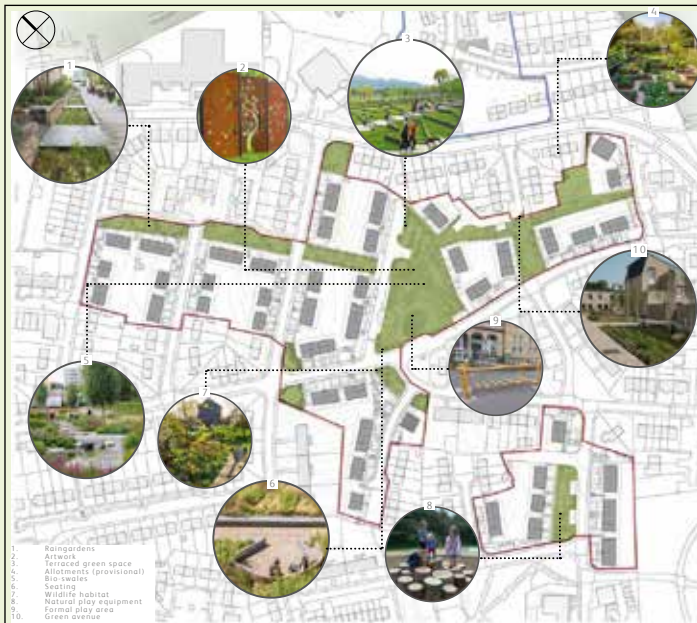 1
2
3
4
10
9
5
7
6
8
1. Raingardens
2. Artwork
3. Terraced green space
4. Allotments (provisional)
5. Bio-swales
6. Seating
7. Wildlife habitat
8. Natural play equipment
9. Formal play area
10. Green avenue